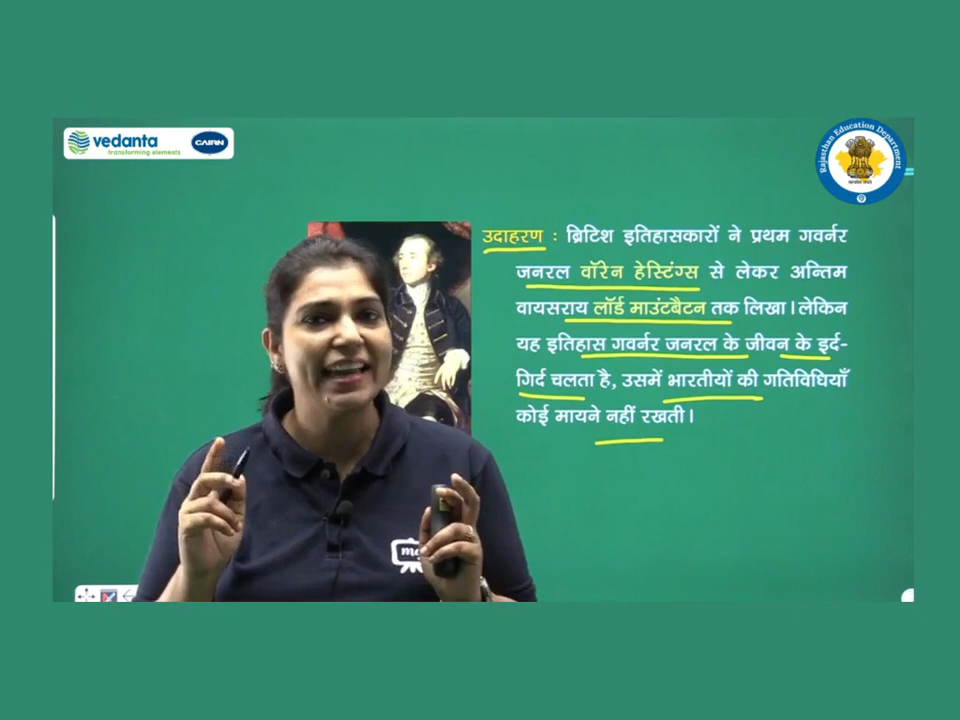 vedanta
transforming elements
CAIRN
Rajasthan Education Department
उदाहरण : ब्रिटिश इतिहासकारों ने प्रथम गवर्नर
जनरल वॉरेन हेस्टिंग्स से लेकर अन्तिम
वायसराय लॉर्ड माउंटबैटन तक लिखा। लेकिन
यह इतिहास गवर्नर जनरल के जीवन के इर्द-
गिर्द चलता है, उसमें भारतीयों की गतिविधियाँ
कोई मायने नहीं रखती।